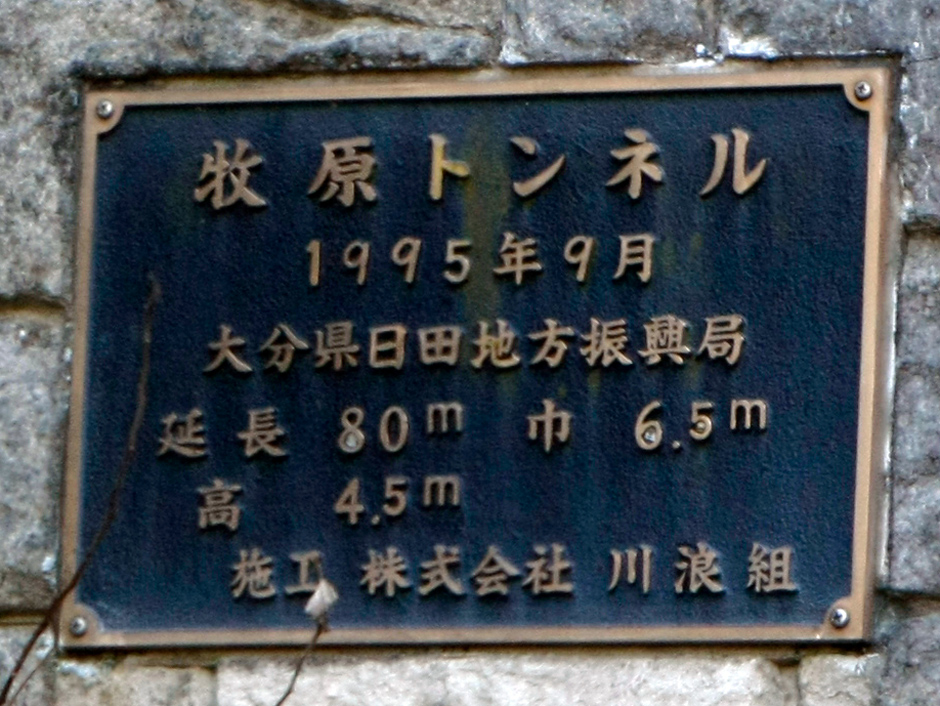 牧原トンネル
1995年9月
大分県日田地方振興局
延長 80m 巾 6.5m
高 4.5m
施工 株式会社 川浪組